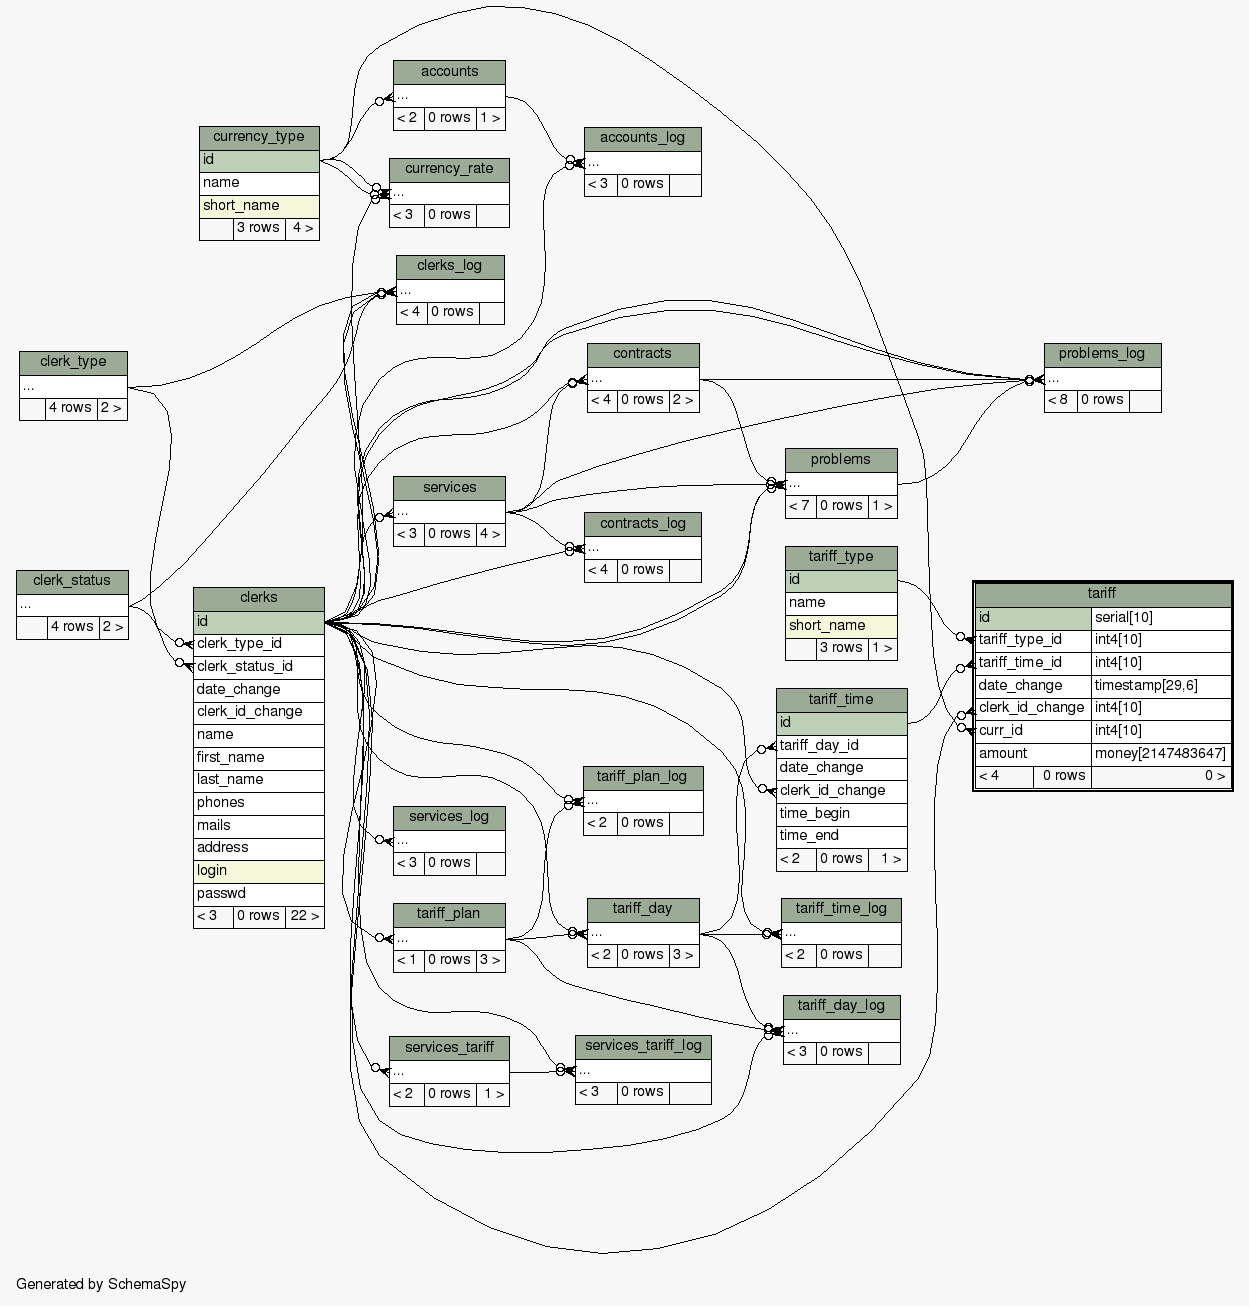 accounts
...
< 2 0 rows 1 >
currency_type
id
name
short_name
3 rows 4 >
accounts_log
...
< 3 0 rows
currency_rate
...
< 3 0 rows
clerks_log
...
< 4 0 rows
clerk_type
...
4 rows 2 >
contracts
...
< 4 0 rows 2 >
problems_log
...
< 8 0 rows
problems
...
< 7 0 rows 1 >
services
...
< 3 0 rows 4 >
contracts_log
...
< 4 0 rows
tariff_type
id
name
short_name
3 rows 1 >
clerk_status
...
4 rows 2 >
clerks
id
clerk_type_id
clerk_status_id
date_change
clerk_id_change
name
first_name
last_name
phones
mails
address
login
passwd
< 3 0 rows 22 >
tariff
id serial[10]
tariff_type_id int4[10]
tariff_time_id int4[10]
date_change timestamp[29,6]
clerk_id_change int4[10]
curr_id int4[10]
amount money[2147483647]
< 4 0 rows 0 >
tariff_time
id
tariff_day_id
date_change
clerk_id_change
time_begin
time_end
< 2 0 rows 1 >
tariff_plan_log
...
< 2 0 rows
services_log
...
< 3 0 rows
tariff_plan
...
< 1 0 rows 3 >
tariff_day
...
< 2 0 rows 3 >
tariff_time_log
...
< 2 0 rows
tariff_day_log
...
< 3 0 rows
services_tariff
...
< 2 0 rows 1 >
services_tariff_log
...
< 3 0 rows
Generated by SchemaSpy